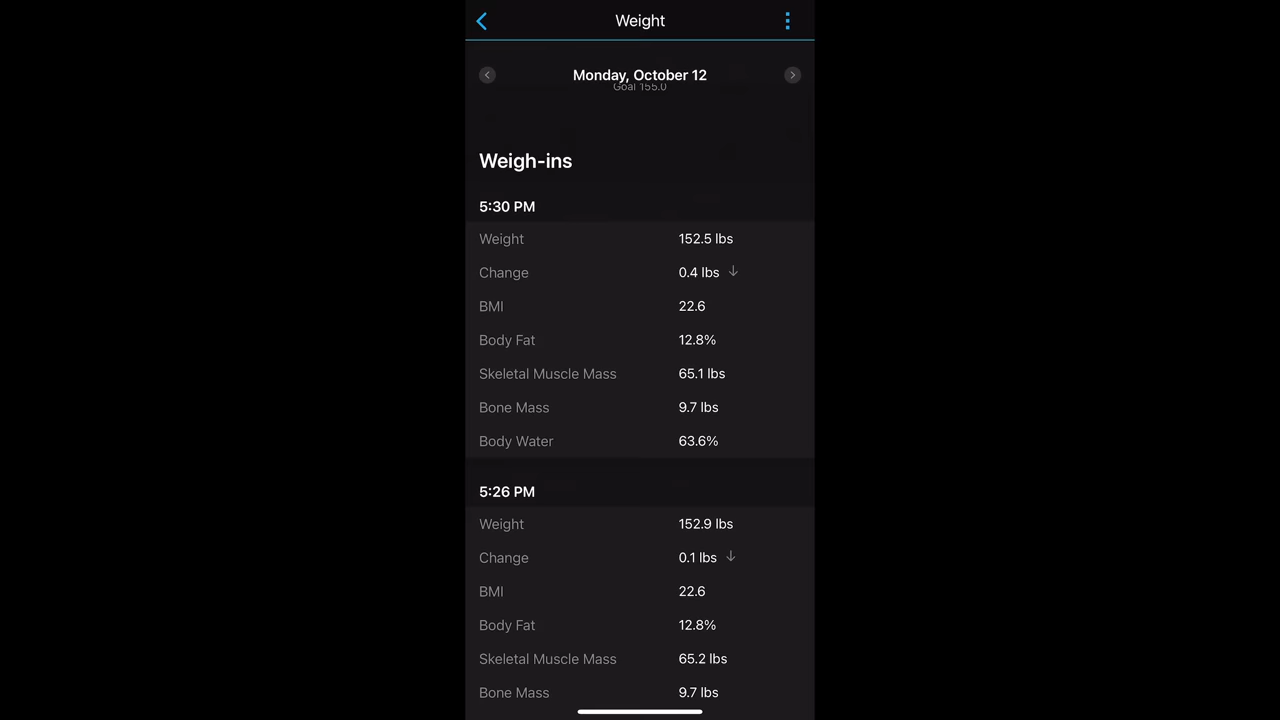 Weight
Monday, October 12
Goal 155.0
Weigh-ins
5:30 PM
Weight 152.5 lbs
Change 0.4 lbs ↓
BMI 22.6
Body Fat 12.8%
Skeletal Muscle Mass 65.1 lbs
Bone Mass 9.7 lbs
Body Water 63.6%
5:26 PM
Weight 152.9 lbs
Change 0.1 lbs ↓
BMI 22.6
Body Fat 12.8%
Skeletal Muscle Mass 65.2 lbs
Bone Mass 9.7 lbs